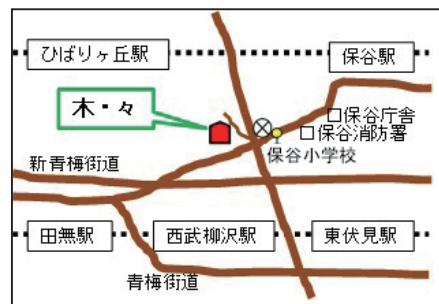 ひばりヶ丘駅
保谷駅
木・々
保谷庁舎
保谷消防署
保谷小学校
新青梅街道
田無駅
西武柳沢駅
東伏見駅
青梅街道